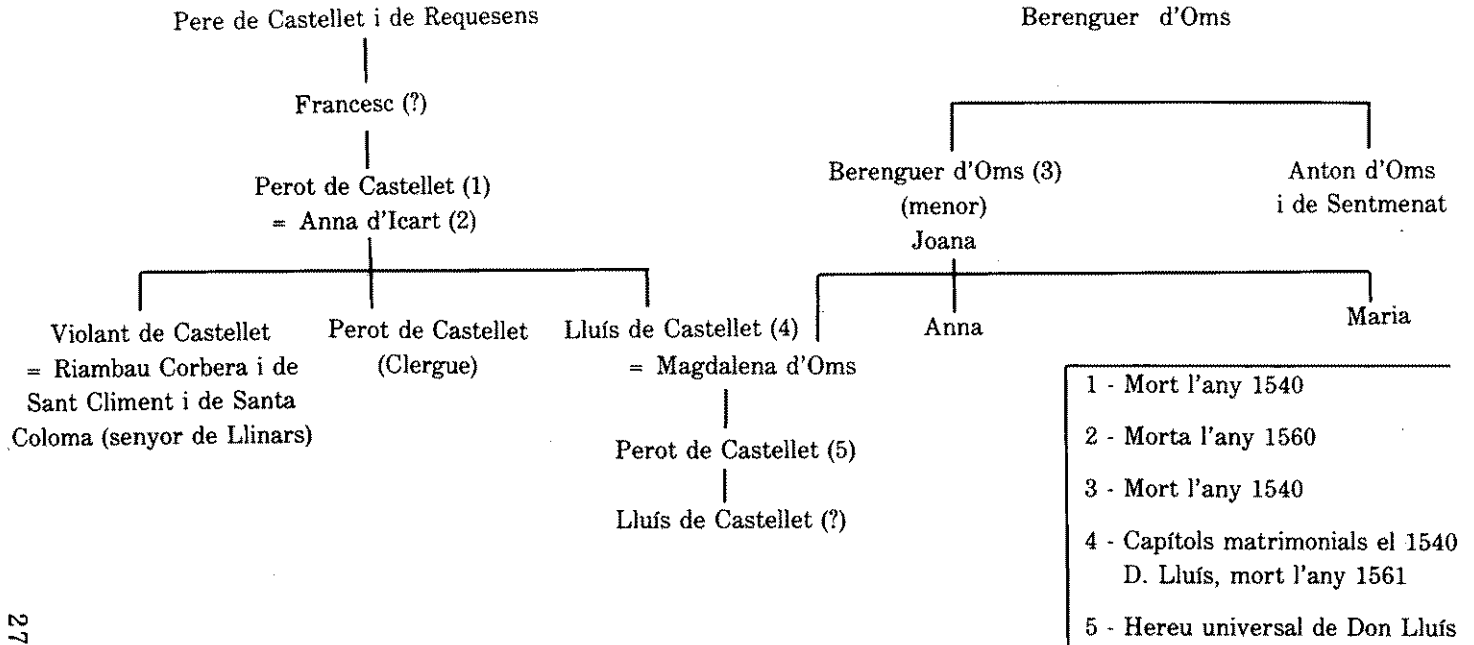 Pere de Castellet i de Requesens
Berenguer d'Oms
Francesc (?)
Perot de Castellet (1)
= Anna d'Icart (2)
Berenguer d'Oms (3)
(menor)
Joana
Anton d'Oms
i de Sentmenat
Violant de Castellet
= Riambau Corbera i de
Sant Climent i de Santa
Coloma (senyor de Llinars)
Perot de Castellet
(Clergue)
Lluís de Castellet (4)
= Magdalena d'Oms
Anna
Maria
Perot de Castellet (5)
Lluís de Castellet (?)
1 - Mort l'any 1540
2 - Morta l'any 1560
3 - Mort l'any 1540
4 - Capítols matrimonials el 1540
D. Lluís, mort l'any 1561
5 - Hereu universal de Don Lluís
27